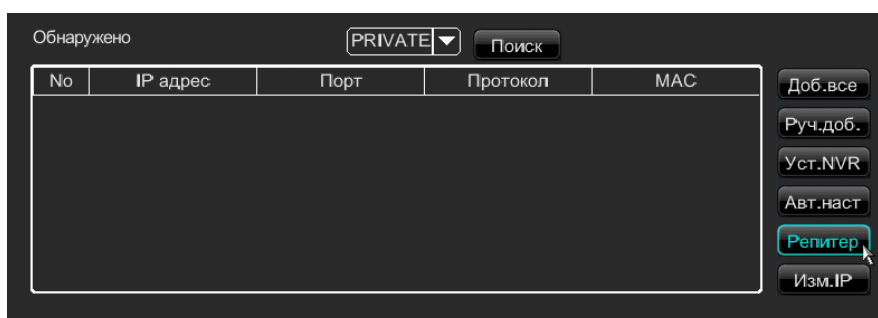 Обнаружено PRIVATE Поиск
No IP адрес Порт Протокол MAC
Доб.все
Руч.доб.
Уст.NVR
Авт.наст
Репитер
Изм.IP